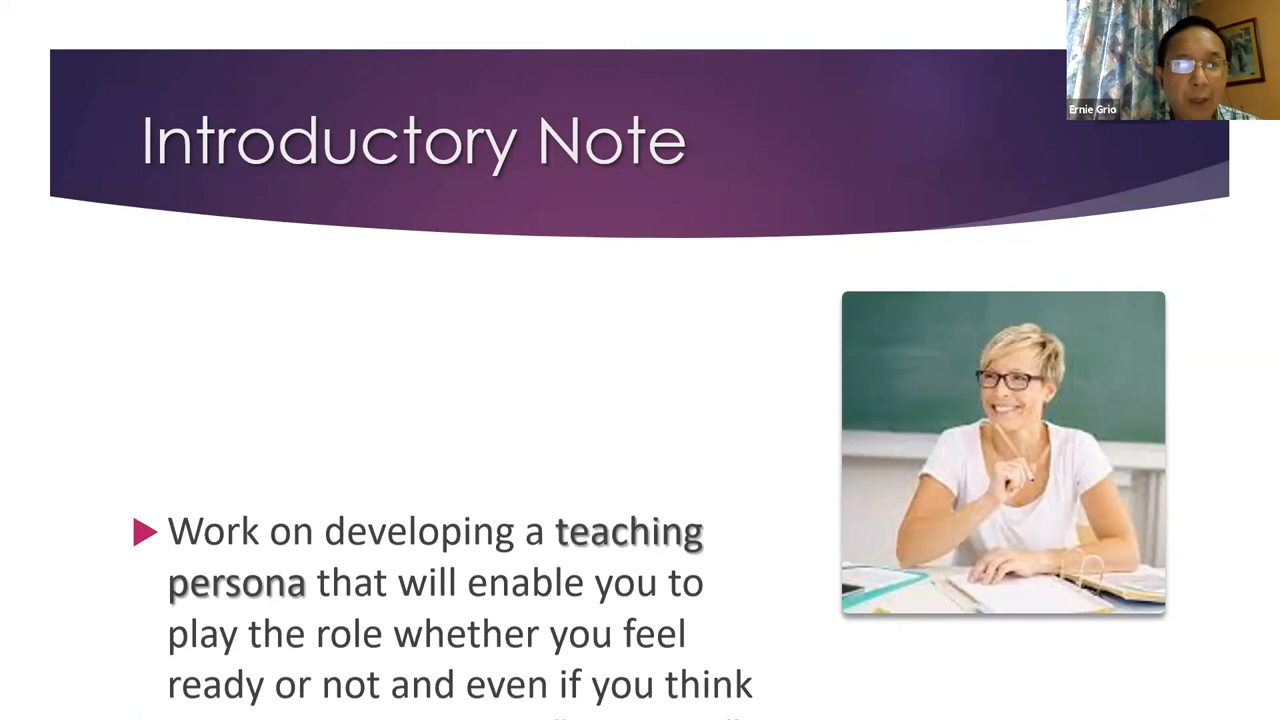 Introductory Note
Ernie Grio
Work on developing a teaching
persona that will enable you to
play the role whether you feel
ready or not and even if you think